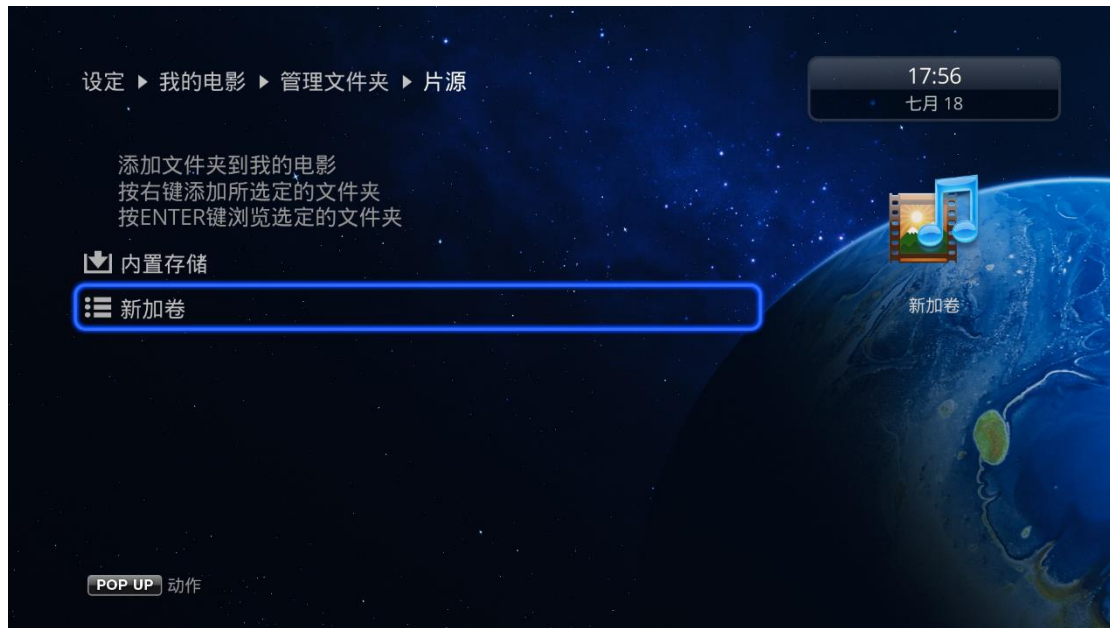 设定 ▶ 我的电影 ▶ 管理文件夹 ▶ 片源
17:56
七月 18
添加文件夹到我的电影
按右键添加所选定的文件夹
按ENTER键浏览选定的文件夹
内置存储
新加卷
新加卷
POP UP 动作